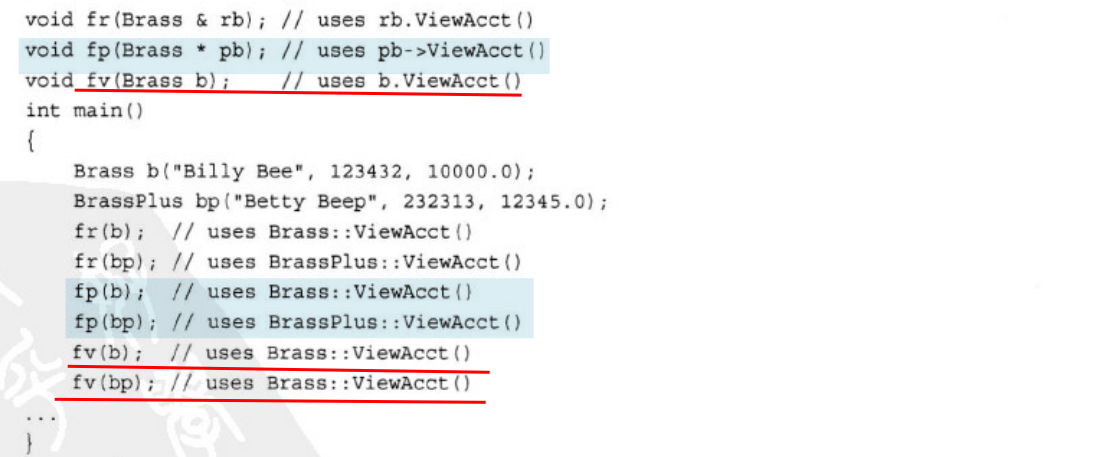 void fr(Brass & rb); // uses rb.ViewAcct()
void fp(Brass * pb); // uses pb->ViewAcct()
void fv(Brass b); // uses b.ViewAcct()
int main()
{
    Brass b("Billy Bee", 123432, 10000.0);
    BrassPlus bp("Betty Beep", 232313, 12345.0);
    fr(b); // uses Brass::ViewAcct()
    fr(bp); // uses BrassPlus::ViewAcct()
    fp(b); // uses Brass::ViewAcct()
    fp(bp); // uses BrassPlus::ViewAcct()
    fv(b); // uses Brass::ViewAcct()
    fv(bp); // uses Brass::ViewAcct()
...
}